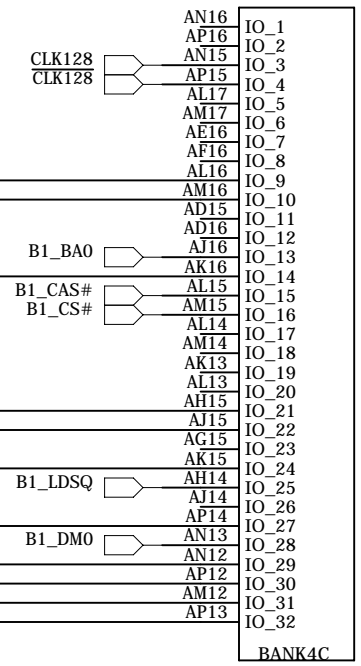 AN16 IO_1
AP16 IO_2
CLK128 AN15 IO_3
CLK128 AP15 IO_4
AL17 IO_5
AM17 IO_6
AE16 IO_7
AF16 IO_8
AL16 IO_9
AM16 IO_10
AD15 IO_11
AD16 IO_12
B1_BA0 AJ16 IO_13
AK16 IO_14
B1_CAS# AL15 IO_15
B1_CS# AM15 IO_16
AL14 IO_17
AM14 IO_18
AK13 IO_19
AL13 IO_20
AH15 IO_21
AJ15 IO_22
AG15 IO_23
AK15 IO_24
B1_LDSQ AH14 IO_25
AJ14 IO_26
AP14 IO_27
B1_DM0 AN13 IO_28
AN12 IO_29
AP12 IO_30
AM12 IO_31
AP13 IO_32
BANK4C